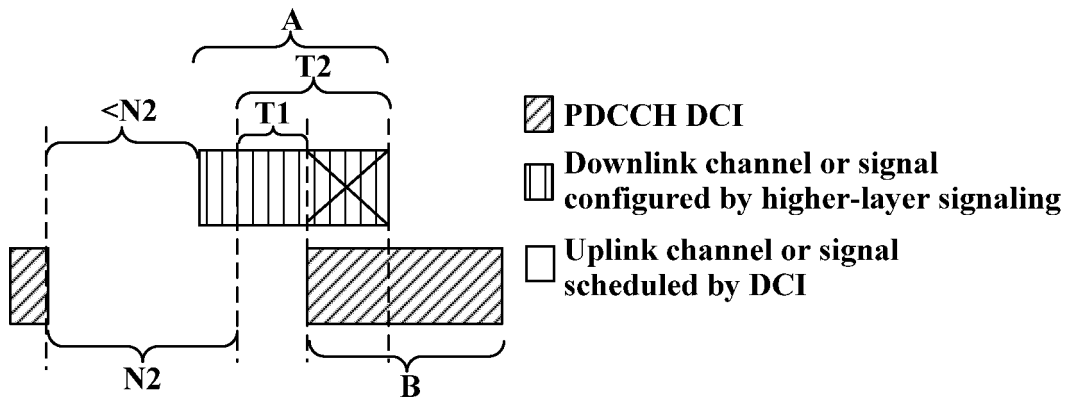 A
T2
<N2
T1
PDCCH DCI
Downlink channel or signal
configured by higher-layer signaling
Uplink channel or signal
scheduled by DCI
N2
B